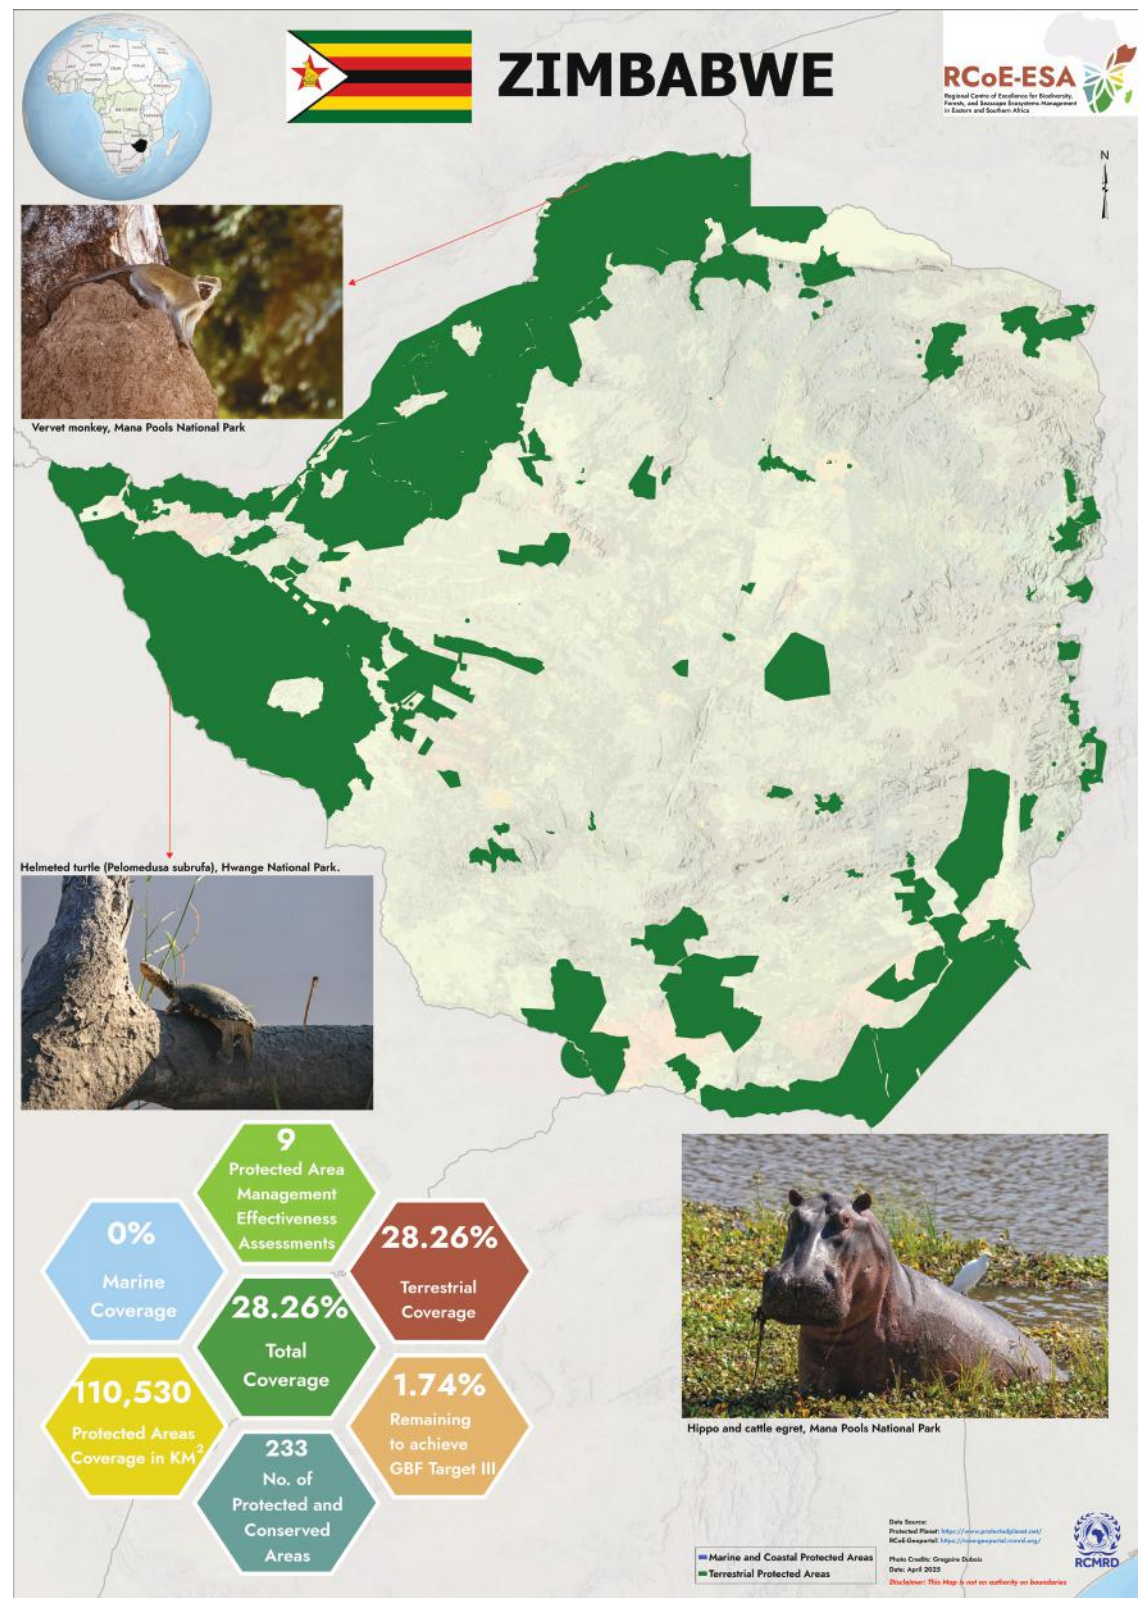 ZIMBABWE
RCoE-ESA
Regional Centre of Excellence for Biodiversity,
Forests, and Seascape Ecosystems Management
in Eastern and Southern Africa
N
Vervet monkey, Mana Pools National Park
Helmeted turtle (Pelomedusa subrufa), Hwange National Park.
9
Protected Area
Management
Effectiveness
Assessments
0%
Marine
Coverage
28.26%
Terrestrial
Coverage
28.26%
Total
Coverage
110,530
Protected Areas
Coverage in KM²
1.74%
Remaining
to achieve
GBF Target III
233
No. of
Protected and
Conserved
Areas
Hippo and cattle egret, Mana Pools National Park
Marine and Coastal Protected Areas
Terrestrial Protected Areas
Data Source:
Protected Planet: https://www.protectedplanet.net/
RCoE-Geoportal: https://rcoe-geoportal.rcmrd.org/
Photo Credits: Gregoire Dubois
Date: April 2025
Disclaimer: This Map is not an authority on boundaries
RCMRD